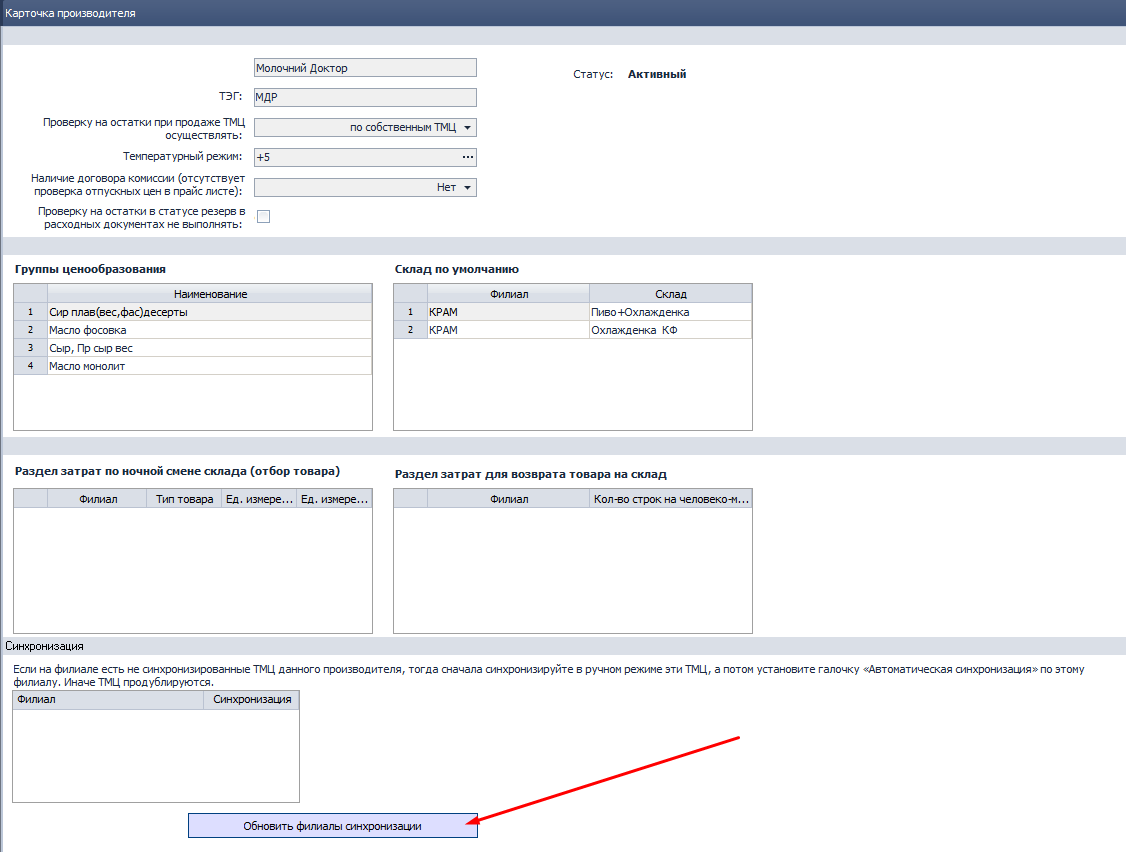 Карточка производителя
Молочний Доктор
Статус: Активный
ТЭГ: МДР
Проверку на остатки при продаже ТМЦ
осуществлять:
по собственным ТМЦ
Температурный режим: +5 ...
Наличие договора комиссии (отсутствует
проверка отпускных цен в прайс листе):
Нет
Проверку на остатки в статусе резерв в
расходных документах не выполнять:
Группы ценообразования
Наименование
1 Сир плав(вес,фас)десерты
2 Масло фосовка
3 Сыр, Пр сыр вес
4 Масло монолит
Склад по умолчанию
Филиал Склад
1 КРАМ Пиво+Охлажденка
2 КРАМ Охлажденка КФ
Раздел затрат по ночной смене склада (отбор товара)
Филиал Тип товара Ед. измере... Ед. измере...
Раздел затрат для возврата товара на склад
Филиал Кол-во строк на человеко-м...
Синхронизация
Если на филиале есть не синхронизированные ТМЦ данного производителя, тогда сначала синхронизируйте в ручном режиме эти ТМЦ, а потом установите галочку «Автоматическая синхронизация» по этому
филиалу. Иначе ТМЦ продублируются.
Филиал Синхронизация
Обновить филиалы синхронизации